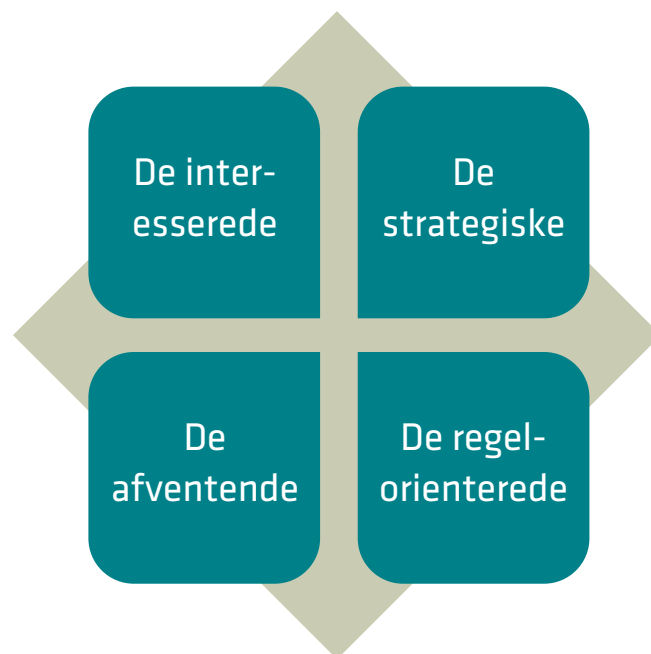 De inter-
esserede
De
strategiske
De
afventende
De regel-
orienterede